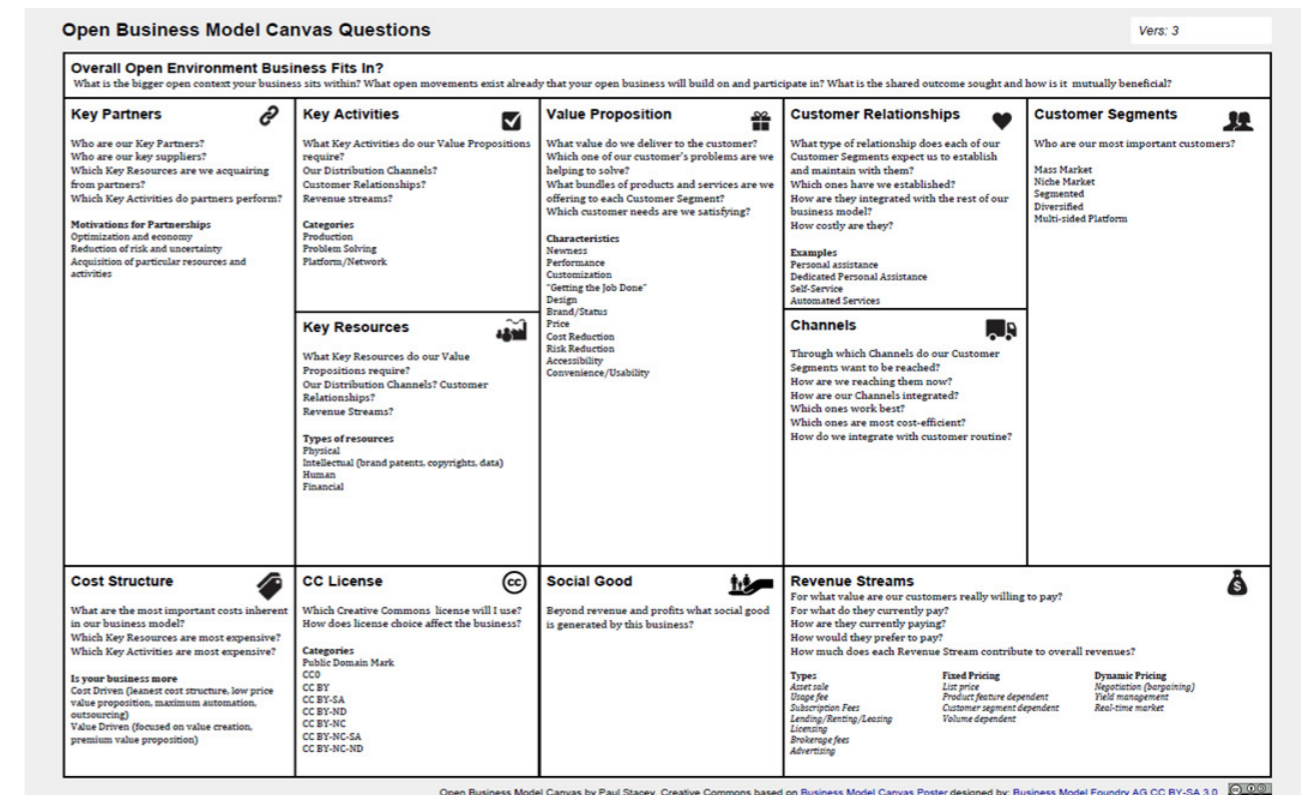 Open Business Model Canvas Questions
Vers: 3
Overall Open Environment Business Fits In?
What is the bigger open context your business sits within? What open movements exist already that your open business will build on and participate in? What is the shared outcome sought and how is it mutually beneficial?
Key Partners
Who are our Key Partners?
Who are our key suppliers?
Which Key Resources are we acquairing
from partners?
Which Key Activities do partners perform?
Motivations for Partnerships
Optimization and economy
Reduction of risk and uncertainty
Acquisition of particular resources and
activities
Key Activities
What Key Activities do our Value Propositions
require?
Our Distribution Channels?
Customer Relationships?
Revenue streams?
Categories
Production
Problem Solving
Platform/Network
Key Resources
What Key Resources do our Value
Propositions require?
Our Distribution Channels? Customer
Relationships?
Revenue Streams?
Types of resources
Physical
Intellectual (brand patents, copyrights, data)
Human
Financial
Value Proposition
What value do we deliver to the customer?
Which one of our customer's problems are we
helping to solve?
What bundles of products and services are we
offering to each Customer Segment?
Which customer needs are we satisfying?
Characteristics
Newness
Performance
Customization
"Getting the Job Done"
Design
Brand/Status
Price
Cost Reduction
Risk Reduction
Accessibility
Convenience/Usability
Customer Relationships
What type of relationship does each of our
Customer Segments expect us to establish
and maintain with them?
Which ones have we established?
How are they integrated with the rest of our
business model?
How costly are they?
Examples
Personal assistance
Dedicated Personal Assistance
Self-Service
Automated Services
Channels
Through which Channels do our Customer
Segments want to be reached?
How are we reaching them now?
How are our Channels integrated?
Which ones work best?
Which ones are most cost-efficient?
How do we integrate with customer routine?
Customer Segments
Who are our most important customers?
Mass Market
Niche Market
Segmented
Diversified
Multi-sided Platform
Cost Structure
What are the most important costs inherent
in our business model?
Which Key Resources are most expensive?
Which Key Activities are most expensive?
Is your business more
Cost Driven (leanest cost structure, low price
value proposition, maximum automation,
outsourcing)
Value Driven (focused on value creation,
premium value proposition)
CC License
cc
Which Creative Commons license will I use?
How does license choice affect the business?
Categories
Public Domain Mark
CC0
CC BY
CC BY-SA
CC BY-ND
CC BY-NC
CC BY-NC-SA
CC BY-NC-ND
Social Good
Beyond revenue and profits what social good
is generated by this business?
Revenue Streams
$
For what value are our customers really willing to pay?
For what do they currently pay?
How are they currently paying?
How would they prefer to pay?
How much does each Revenue Stream contribute to overall revenues?
Types
Asset sale
Usage fee
Subscription Fees
Lending/Renting/Leasing
Licensing
Brokerage fees
Advertising
Fixed Pricing
List price
Product feature dependent
Customer segment dependent
Volume dependent
Dynamic Pricing
Negotiation (bargaining)
Yield management
Real-time market
Open Business Model Canvas by Paul Stacey, Creative Commons based on Business Model Canvas Poster designed by: Business Model Foundry AG CC BY-SA 3.0